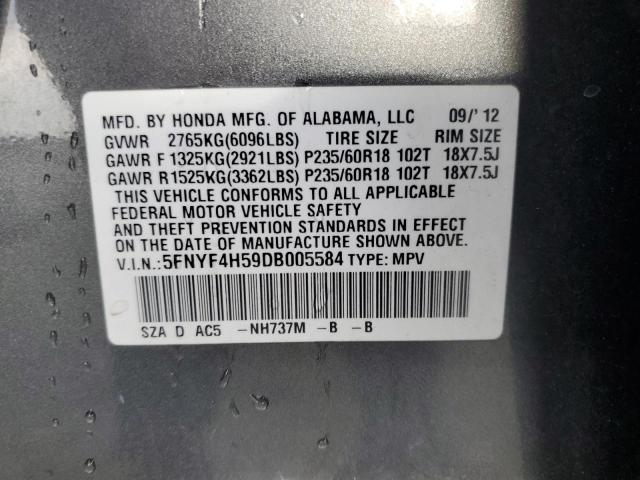 MFD. BY HONDA MFG. OF ALABAMA, LLC 09/'12
GVWR 2765KG(6096LBS) TIRE SIZE RIM SIZE
GAWR F1325KG(2921LBS) P235/60R18 102T 18X7.5J
GAWR R1525KG(3362LBS) P235/60R18 102T 18X7.5J
THIS VEHICLE CONFORMS TO ALL APPLICABLE
FEDERAL MOTOR VEHICLE SAFETY
AND THEFT PREVENTION STANDARDS IN EFFECT
ON THE DATE OF MANUFACTURE SHOWN ABOVE.
V.I.N.:5FNYF4H59DB005584 TYPE: MPV
SZA D AC5 -NH737M -B -B